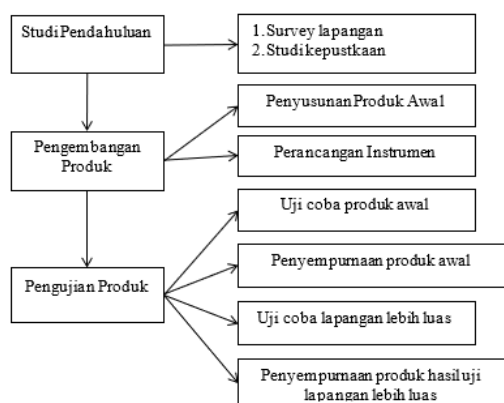 Studi Pendahuluan
1. Survey lapangan
2. Studi kepustkaan
Pengembangan
Produk
Penyusunan Produk Awal
Perancangan Instrumen
Pengujian Produk
Uji coba produk awal
Penyempurnaan produk awal
Uji coba lapangan lebih luas
Penyempurnaan produk hasil uji
lapangan lebih luas